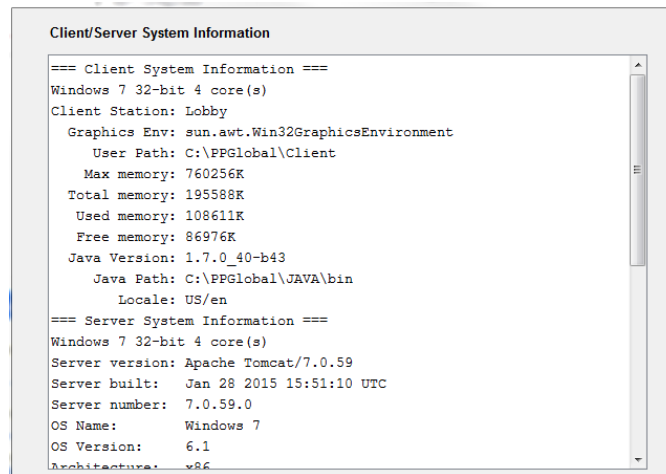 Client/Server System Information
=== Client System Information ===
Windows 7 32-bit 4 core(s)
Client Station: Lobby
Graphics Env: sun.awt.Win32GraphicsEnvironment
User Path: C:\PPGlobal\Client
Max memory: 760256K
Total memory: 195588K
Used memory: 108611K
Free memory: 86976K
Java Version: 1.7.0_40-b43
Java Path: C:\PPGlobal\JAVA\bin
Locale: US/en
=== Server System Information ===
Windows 7 32-bit 4 core(s)
Server version: Apache Tomcat/7.0.59
Server built: Jan 28 2015 15:51:10 UTC
Server number: 7.0.59.0
OS Name: Windows 7
OS Version: 6.1
Architecture: x86